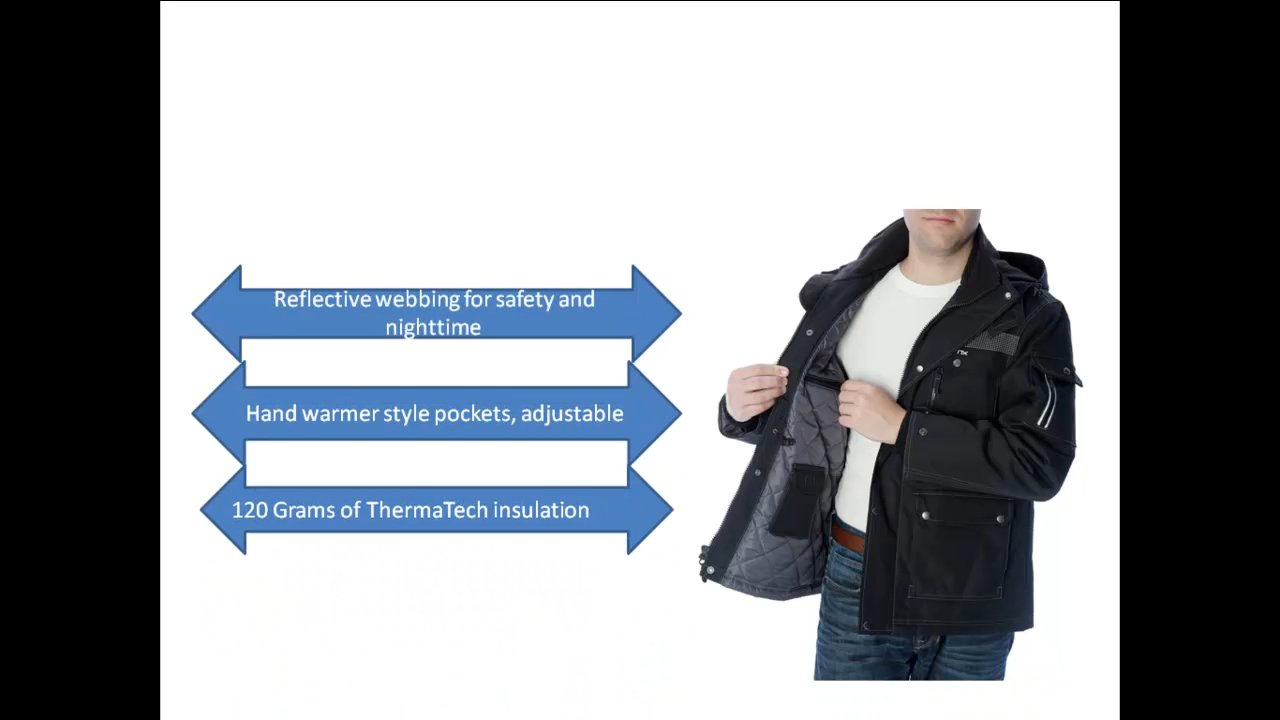 Reflective webbing for safety and
nighttime
Hand warmer style pockets, adjustable
120 Grams of ThermaTech insulation